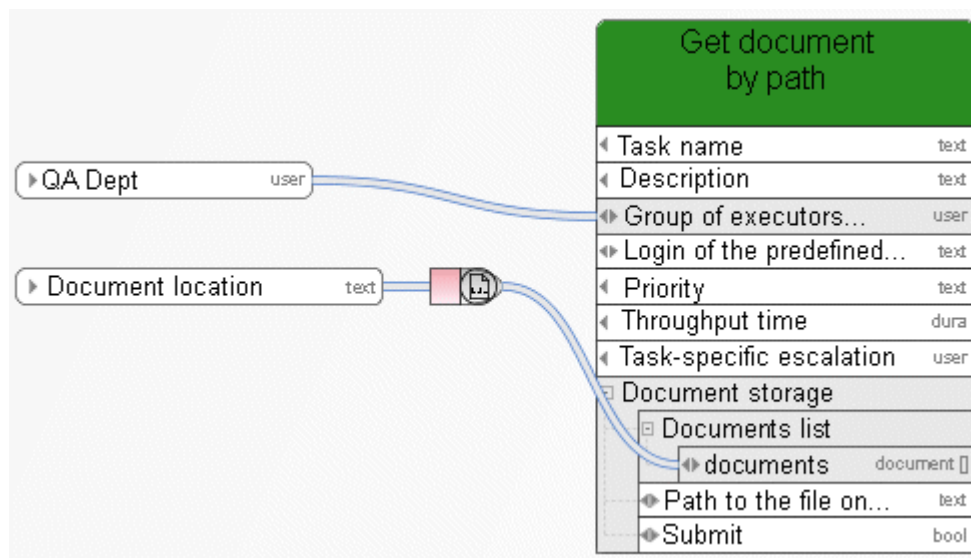 Get document
by path
Task name text
Description text
QA Dept user
Group of executors... user
Login of the predefined... text
Document location text
Priority text
Throughput time dura
Task-specific escalation user
Document storage
Documents list
documents document []
Path to the file on... text
Submit bool